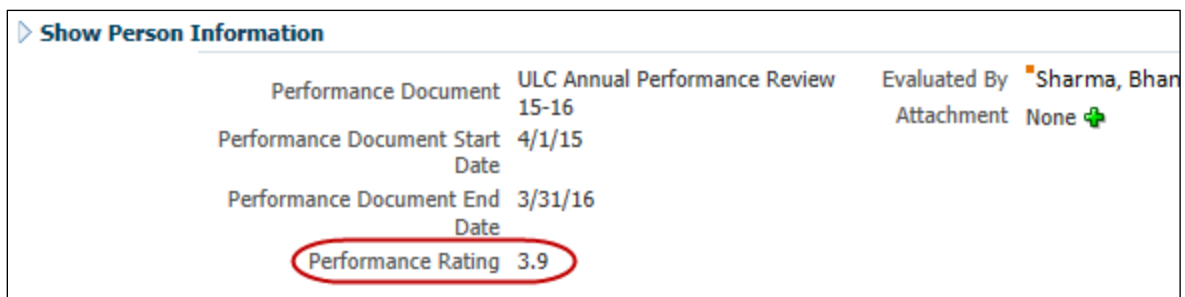 Show Person Information
Performance Document ULC Annual Performance Review
15-16
Evaluated By Sharma, Bhan
Attachment None
Performance Document Start
Date 4/1/15
Performance Document End
Date 3/31/16
Performance Rating 3.9